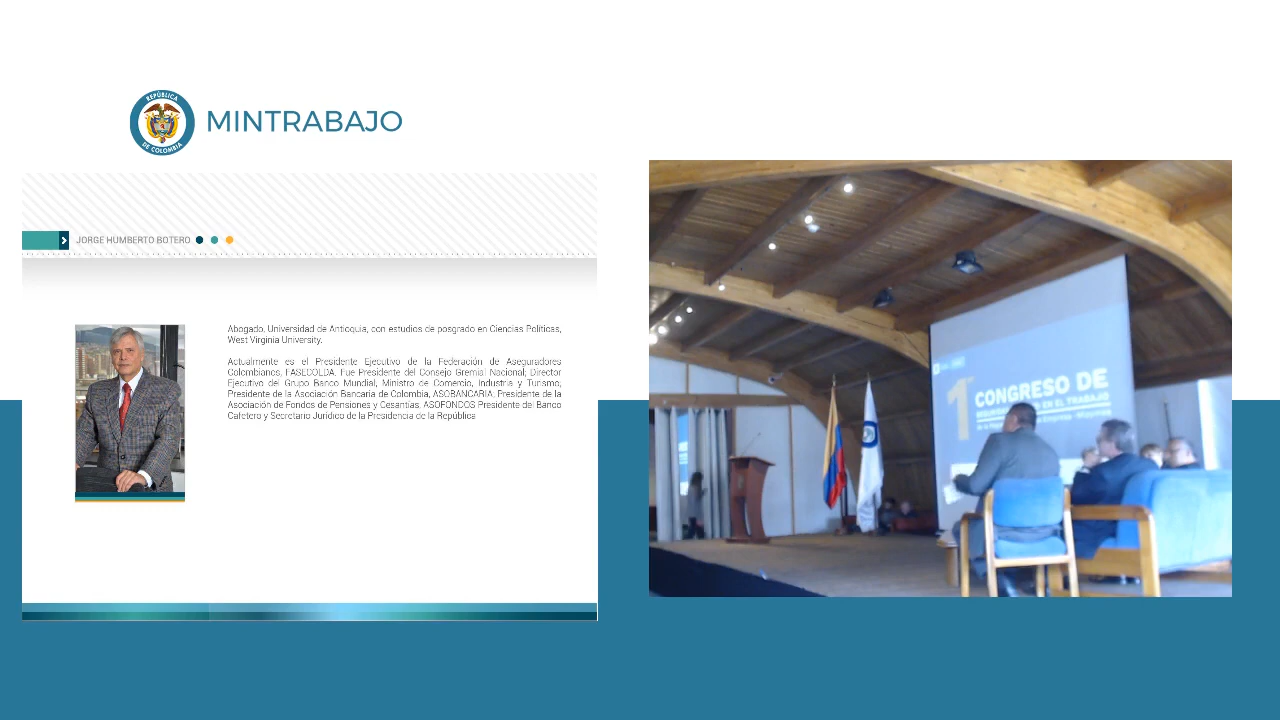 REPÚBLICA
DE COLOMBIA
MINTRABAJO
JORGE HUMBERTO BOTERO
Abogado, Universidad de Antioquia, con estudios de posgrado en Ciencias Políticas,
West Virginia University.
Actualmente es el Presidente Ejecutivo de la Federación de Aseguradores
Colombianos, FASECOLDA. Fue Presidente del Consejo Gremial Nacional; Director
Ejecutivo del Grupo Banco Mundial; Ministro de Comercio, Industria y Turismo;
Presidente de la Asociación Bancaria de Colombia, ASOBANCARIA. Presidente de la
Asociación de Fondos de Pensiones y Cesantías, ASOFONDOS Presidente del Banco
Cafetero y Secretario Jurídico de la Presidencia de la República
1
CONGRESO DE
EN EL TRABAJO